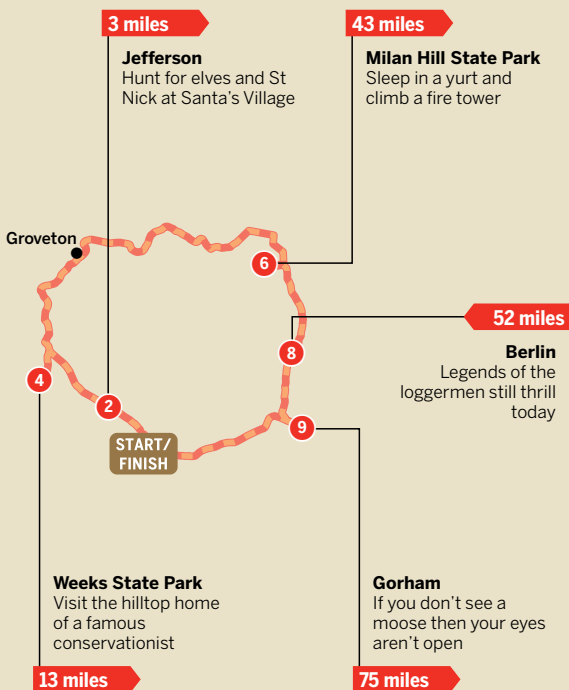 3 miles
Jefferson
Hunt for elves and St
Nick at Santa's Village
43 miles
Milan Hill State Park
Sleep in a yurt and
climb a fire tower
Groveton
6
52 miles
8
Berlin
Legends of the
loggermen still thrill
today
4
2
9
START/
FINISH
Weeks State Park
Visit the hilltop home
of a famous
conservationist
13 miles
Gorham
If you don't see a
moose then your eyes
aren't open
75 miles